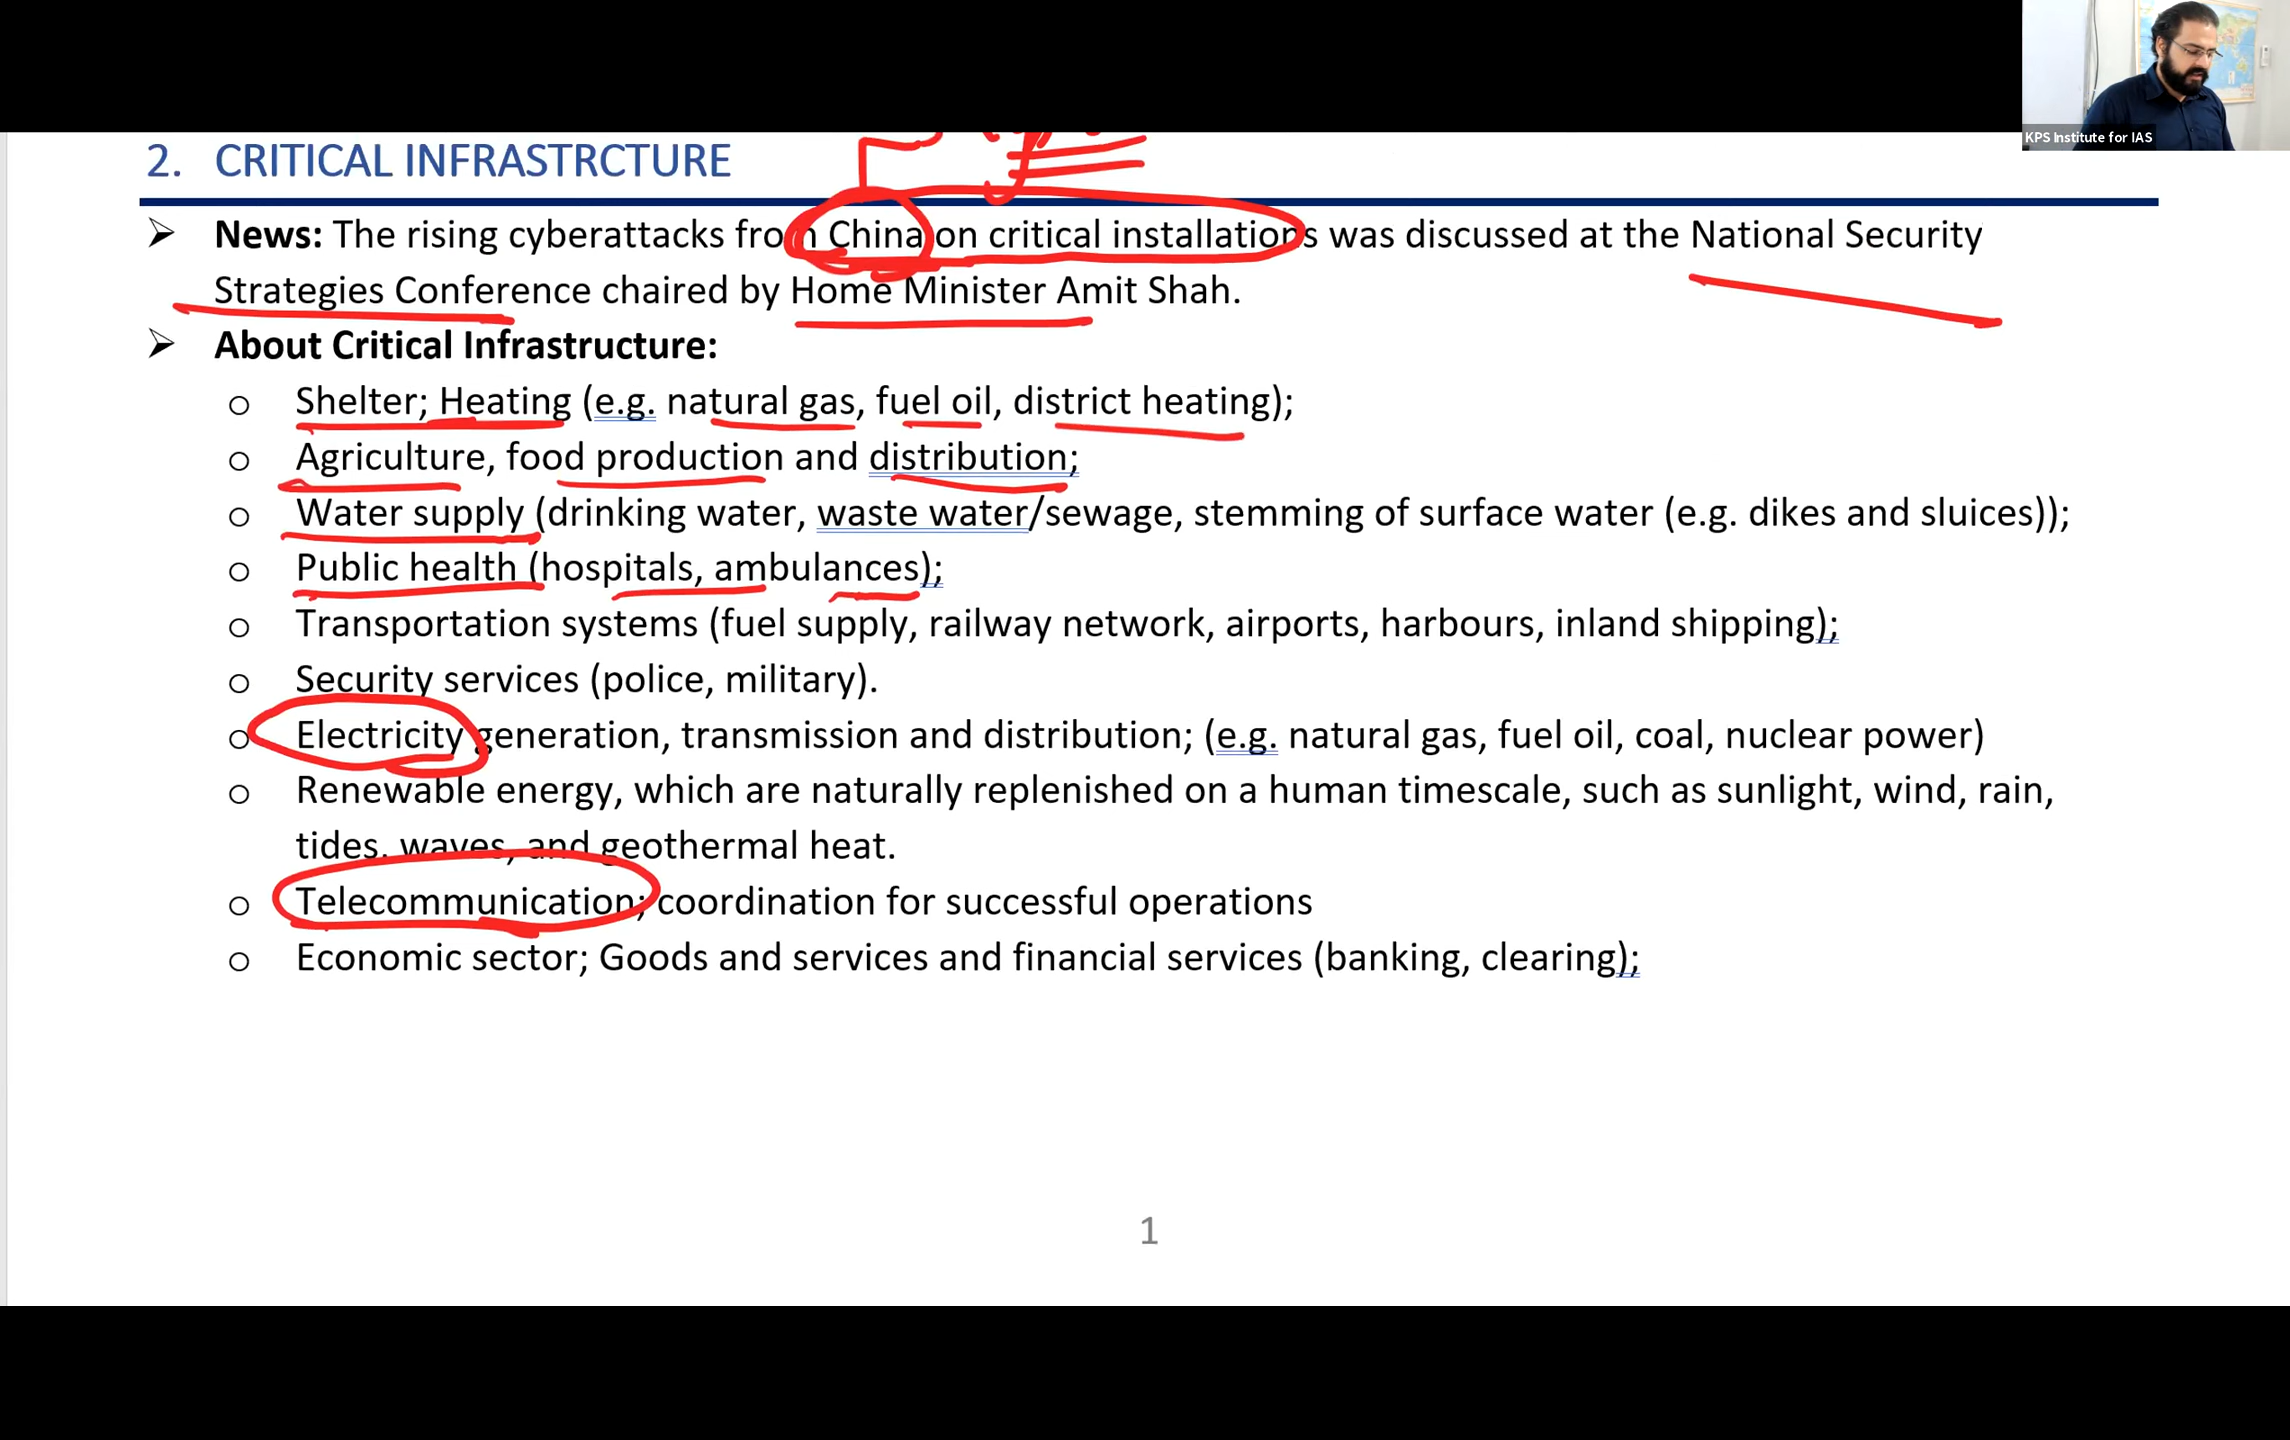 KPS Institute for IAS
2. CRITICAL INFRASTRCTURE
➢ News: The rising cyberattacks from China on critical installations was discussed at the National Security
Strategies Conference chaired by Home Minister Amit Shah.
➢ About Critical Infrastructure:
o Shelter; Heating (e.g. natural gas, fuel oil, district heating);
o Agriculture, food production and distribution;
o Water supply (drinking water, waste water/sewage, stemming of surface water (e.g. dikes and sluices));
o Public health (hospitals, ambulances);
o Transportation systems (fuel supply, railway network, airports, harbours, inland shipping);
o Security services (police, military).
o Electricity generation, transmission and distribution; (e.g. natural gas, fuel oil, coal, nuclear power)
o Renewable energy, which are naturally replenished on a human timescale, such as sunlight, wind, rain,
tides, waves, and geothermal heat.
o Telecommunication; coordination for successful operations
o Economic sector; Goods and services and financial services (banking, clearing);
1